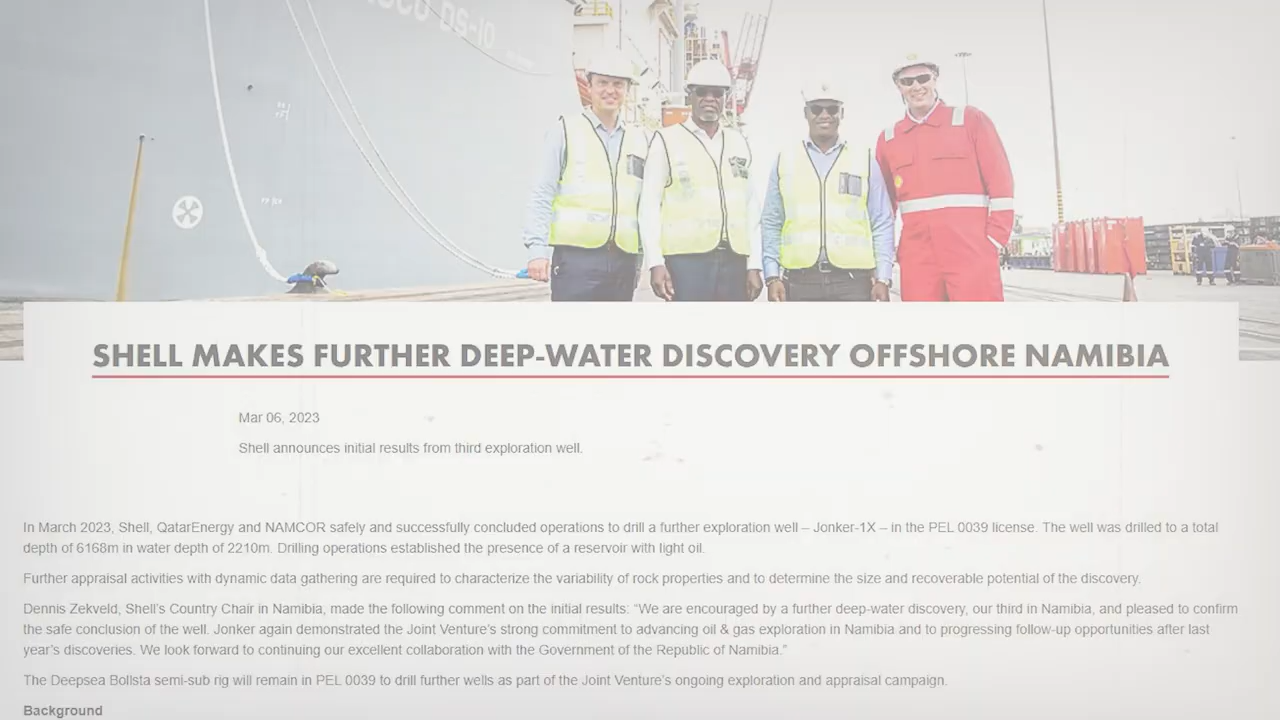 DS-10
SHELL MAKES FURTHER DEEP-WATER DISCOVERY OFFSHORE NAMIBIA
Mar 06, 2023
Shell announces initial results from third exploration well.
In March 2023, Shell, QatarEnergy and NAMCOR safely and successfully concluded operations to drill a further exploration well – Jonker-1X – in the PEL 0039 license. The well was drilled to a total
depth of 6168m in water depth of 2210m. Drilling operations established the presence of a reservoir with light oil.
Further appraisal activities with dynamic data gathering are required to characterize the variability of rock properties and to determine the size and recoverable potential of the discovery.
Dennis Zekveld, Shell's Country Chair in Namibia, made the following comment on the initial results: “We are encouraged by a further deep-water discovery, our third in Namibia, and pleased to confirm
the safe conclusion of the well. Jonker again demonstrated the Joint Venture's strong commitment to advancing oil & gas exploration in Namibia and to progressing follow-up opportunities after last
year's discoveries. We look forward to continuing our excellent collaboration with the Government of the Republic of Namibia.”
The Deepsea Bollsta semi-sub rig will remain in PEL 0039 to drill further wells as part of the Joint Venture's ongoing exploration and appraisal campaign.
Background